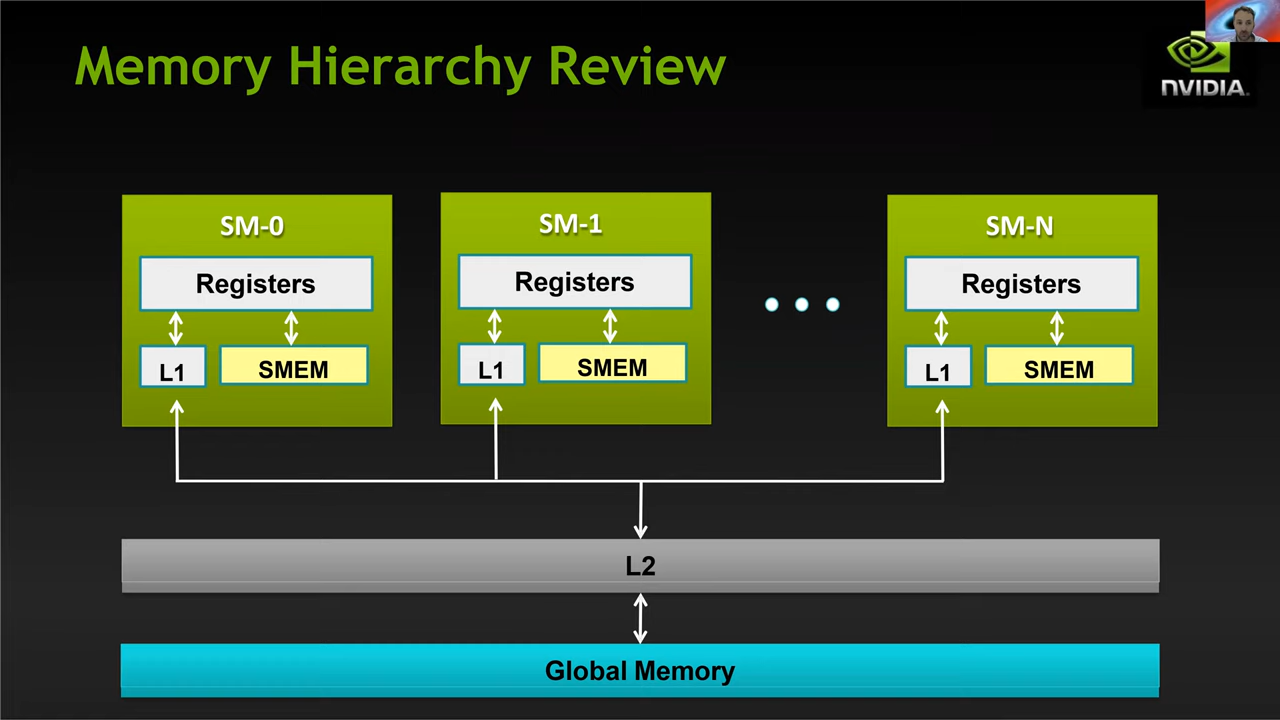 Memory Hierarchy Review
NVIDIA.
SM-0
Registers
L1
SMEM
SM-1
Registers
L1
SMEM
SM-N
Registers
L1
SMEM
L2
Global Memory